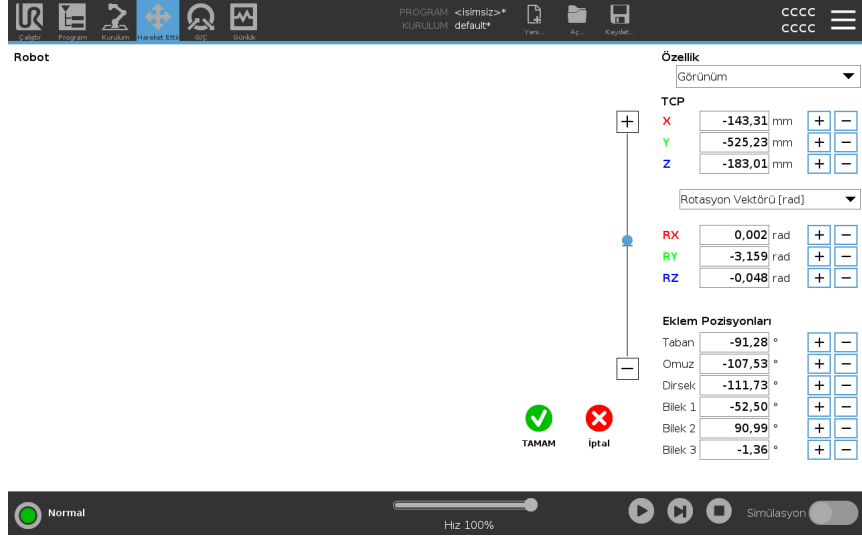 UR
PROGRAM <isimsiz>*
KURULUM default*
CCCC
CCCC
Çalıştır Program Kurulum Hareket Ettir G/Ç Günlük Yeni... Aç... Kaydet...
Robot
Özellik
Görünüm
TCP
X -143,31 mm + −
Y -525,23 mm + −
Z -183,01 mm + −
Rotasyon Vektörü [rad]
RX 0,002 rad + −
RY -3,159 rad + −
RZ -0,048 rad + −
Eklem Pozisyonları
Taban -91,28 ° + −
Omuz -107,53 ° + −
Dirsek -111,73 ° + −
Bilek 1 -52,50 ° + −
Bilek 2 90,99 ° + −
Bilek 3 -1,36 ° + −
TAMAM İptal
Normal
Hız 100%
Simülasyon